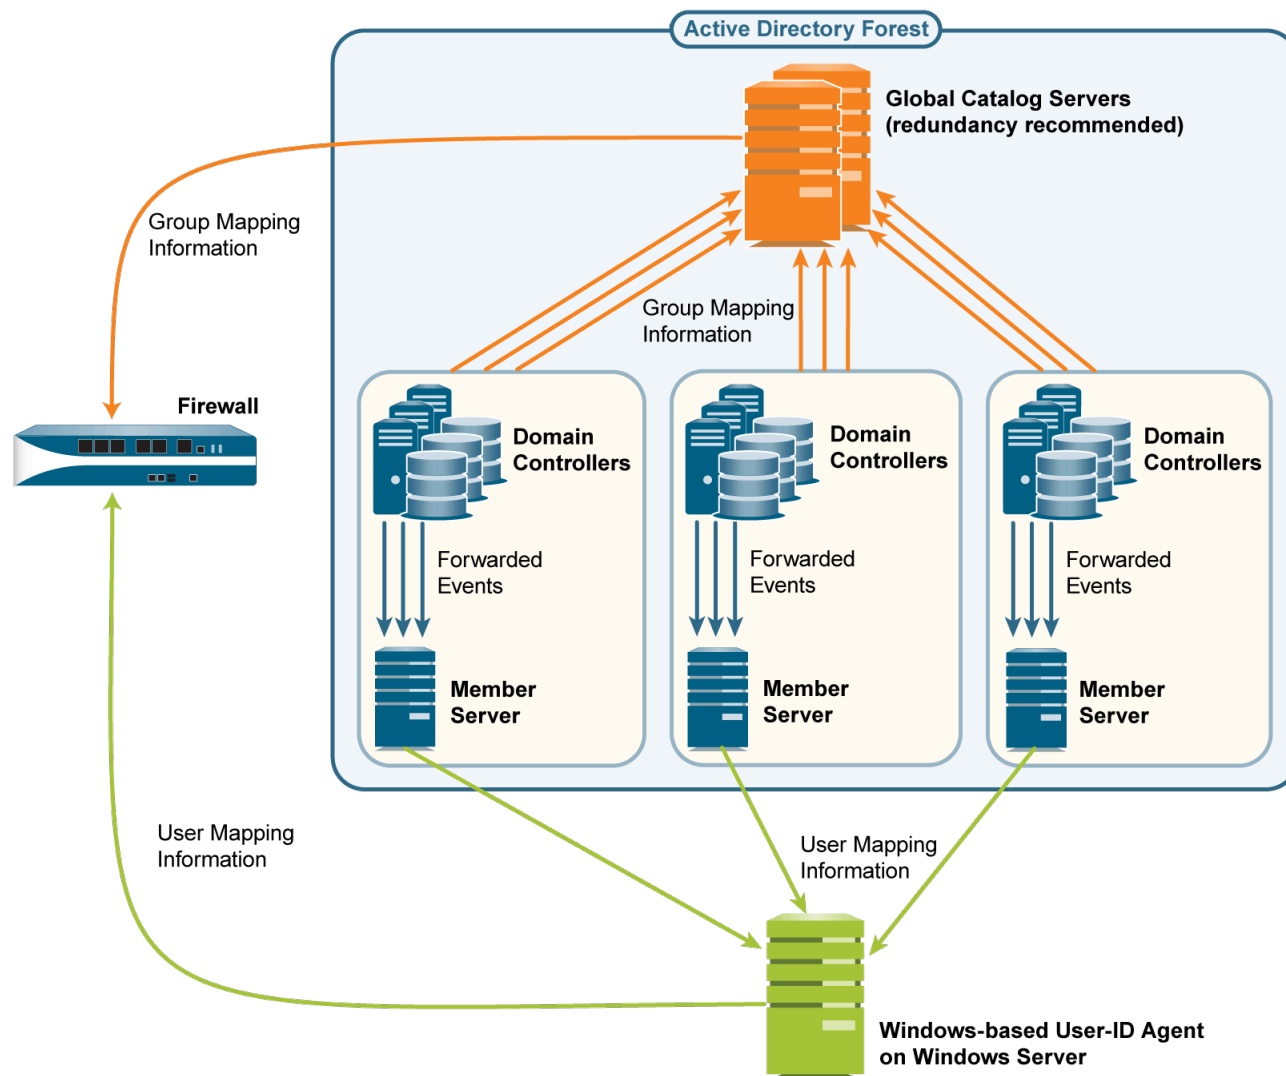 Active Directory Forest
Global Catalog Servers
(redundancy recommended)
Group Mapping
Information
Group Mapping
Information
Firewall
Domain
Controllers
Domain
Controllers
Domain
Controllers
Forwarded
Events
Forwarded
Events
Forwarded
Events
Member
Server
Member
Server
Member
Server
User Mapping
Information
User Mapping
Information
Windows-based User-ID Agent
on Windows Server